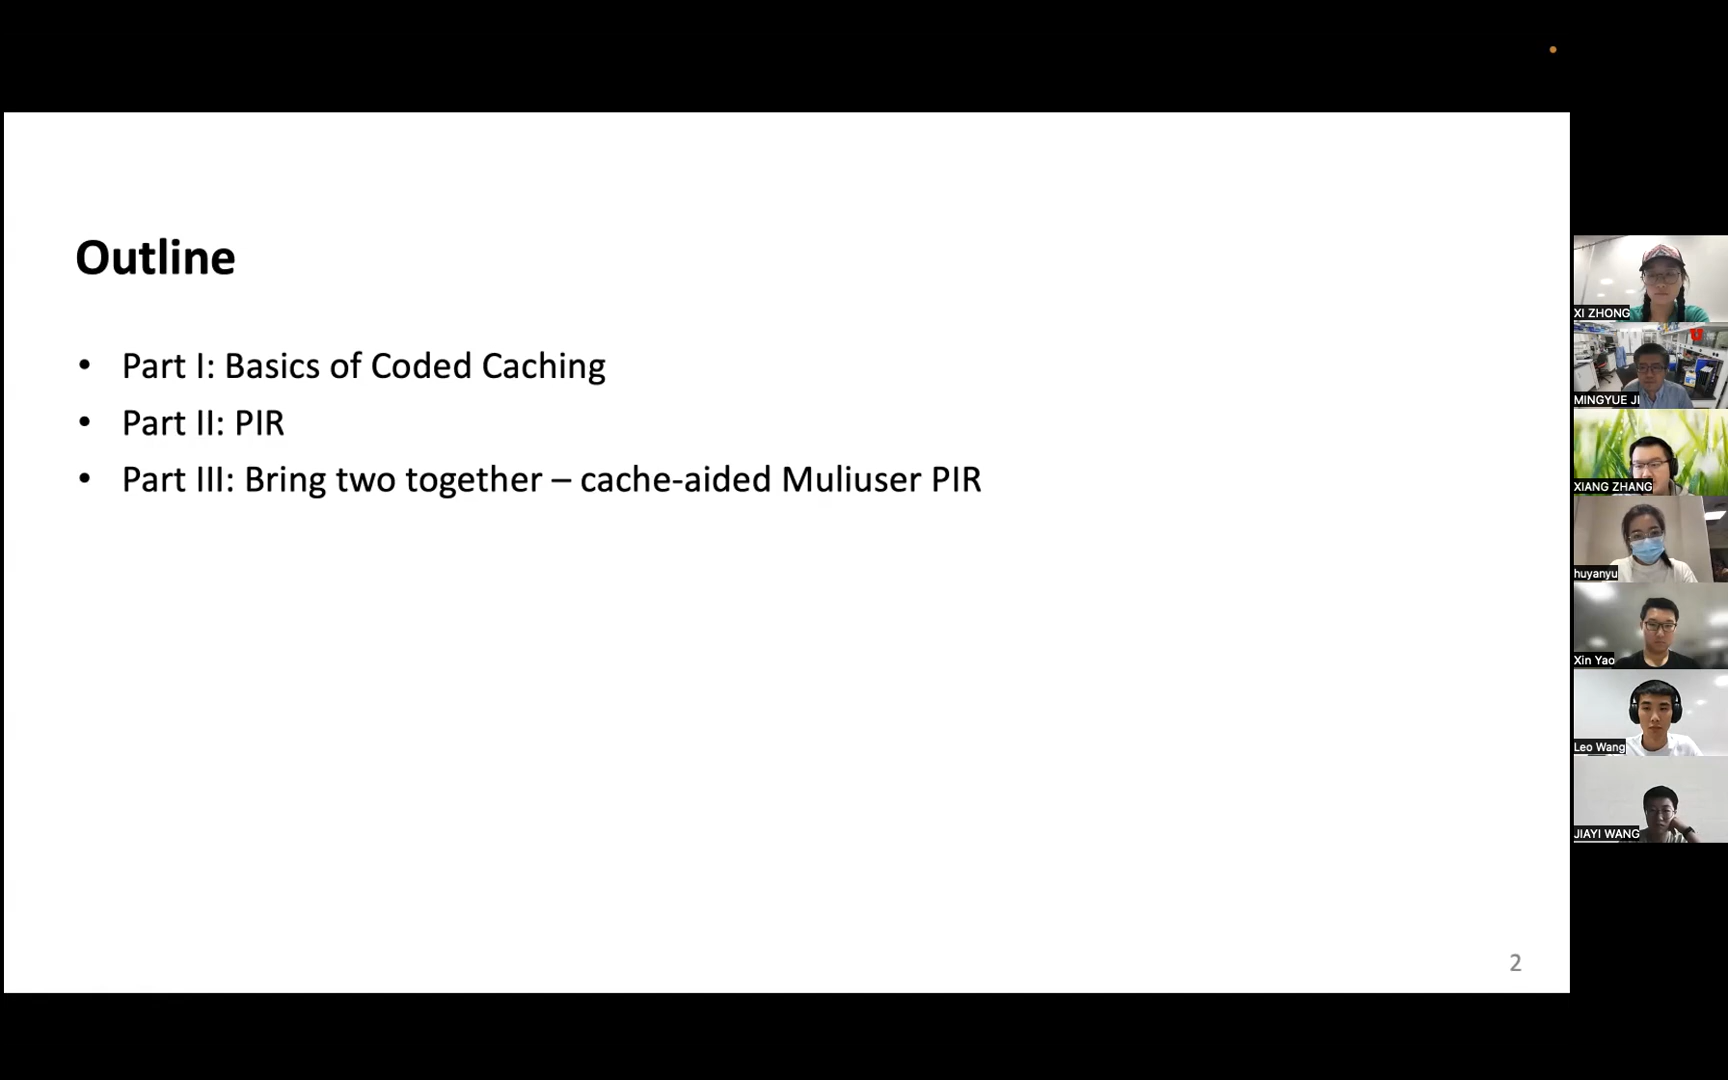 Outline
• Part I: Basics of Coded Caching
• Part II: PIR
• Part III: Bring two together – cache-aided Muliuser PIR
2
XI ZHONG
MINGYUE JI
XIANG ZHANG
huyanyu
Xin Yao
Leo Wang
JIAYI WANG